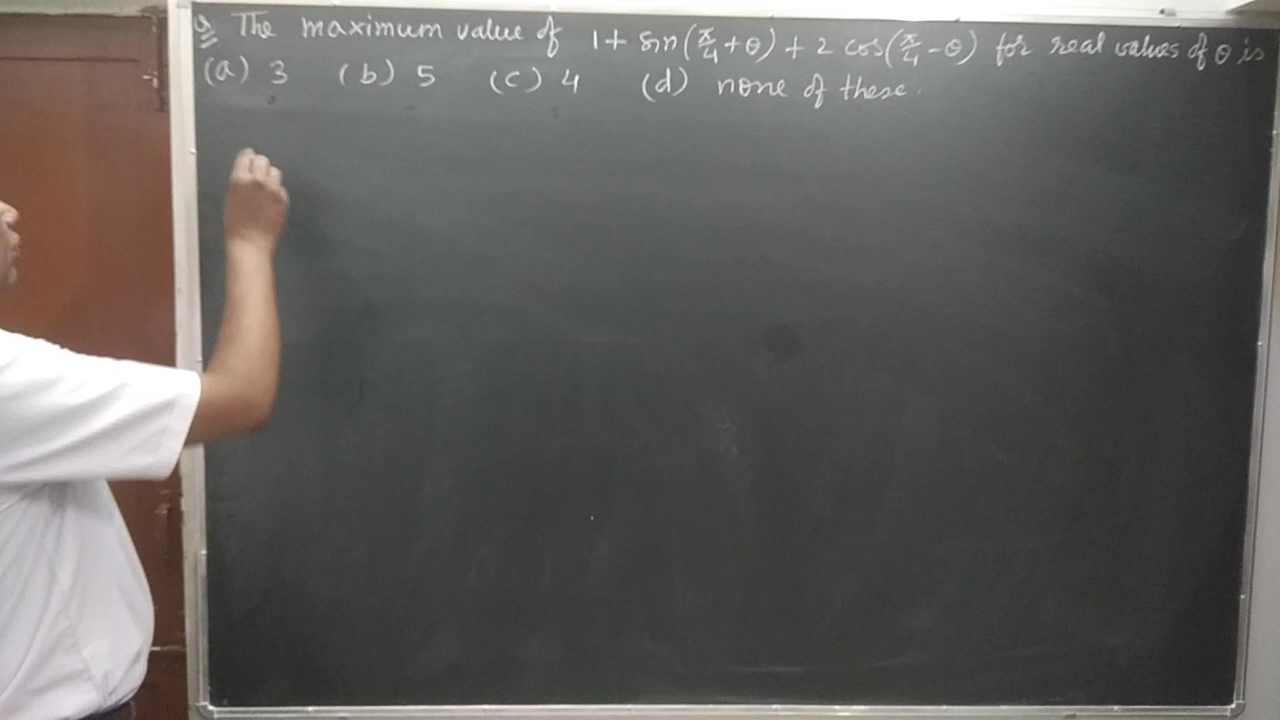 Q. The maximum value of 1 + sin(π/4 + θ) + 2 cos(π/4 - θ) for real values of θ is
(a) 3 (b) 5 (c) 4 (d) none of these.